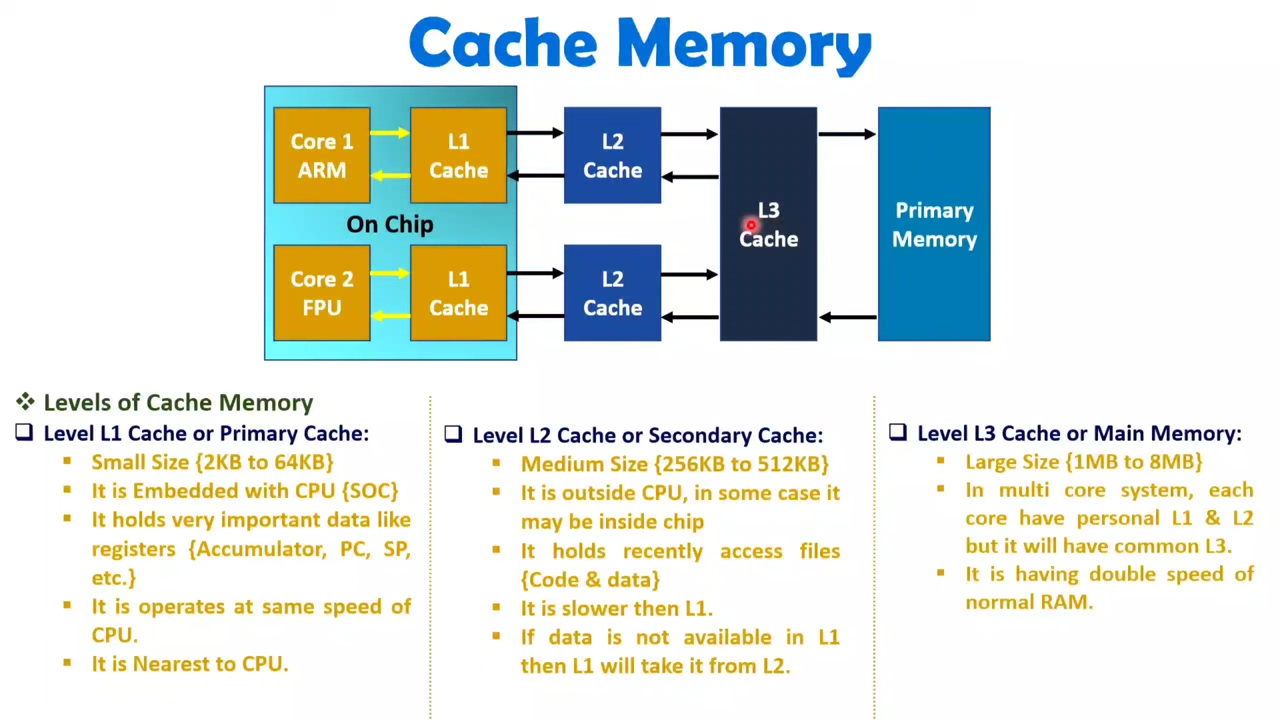 Cache Memory
Core 1
ARM
L1
Cache
L2
Cache
On Chip
Core 2
FPU
L1
Cache
L2
Cache
L3
Cache
Primary
Memory
❖ Levels of Cache Memory
❑ Level L1 Cache or Primary Cache:
▪ Small Size {2KB to 64KB}
▪ It is Embedded with CPU {SOC}
▪ It holds very important data like
registers {Accumulator, PC, SP,
etc.}
▪ It is operates at same speed of
CPU.
▪ It is Nearest to CPU.
❑ Level L2 Cache or Secondary Cache:
▪ Medium Size {256KB to 512KB}
▪ It is outside CPU, in some case it
may be inside chip
▪ It holds recently access files
{Code & data}
▪ It is slower then L1.
▪ If data is not available in L1
then L1 will take it from L2.
❑ Level L3 Cache or Main Memory:
▪ Large Size {1MB to 8MB}
▪ In multi core system, each
core have personal L1 & L2
but it will have common L3.
▪ It is having double speed of
normal RAM.